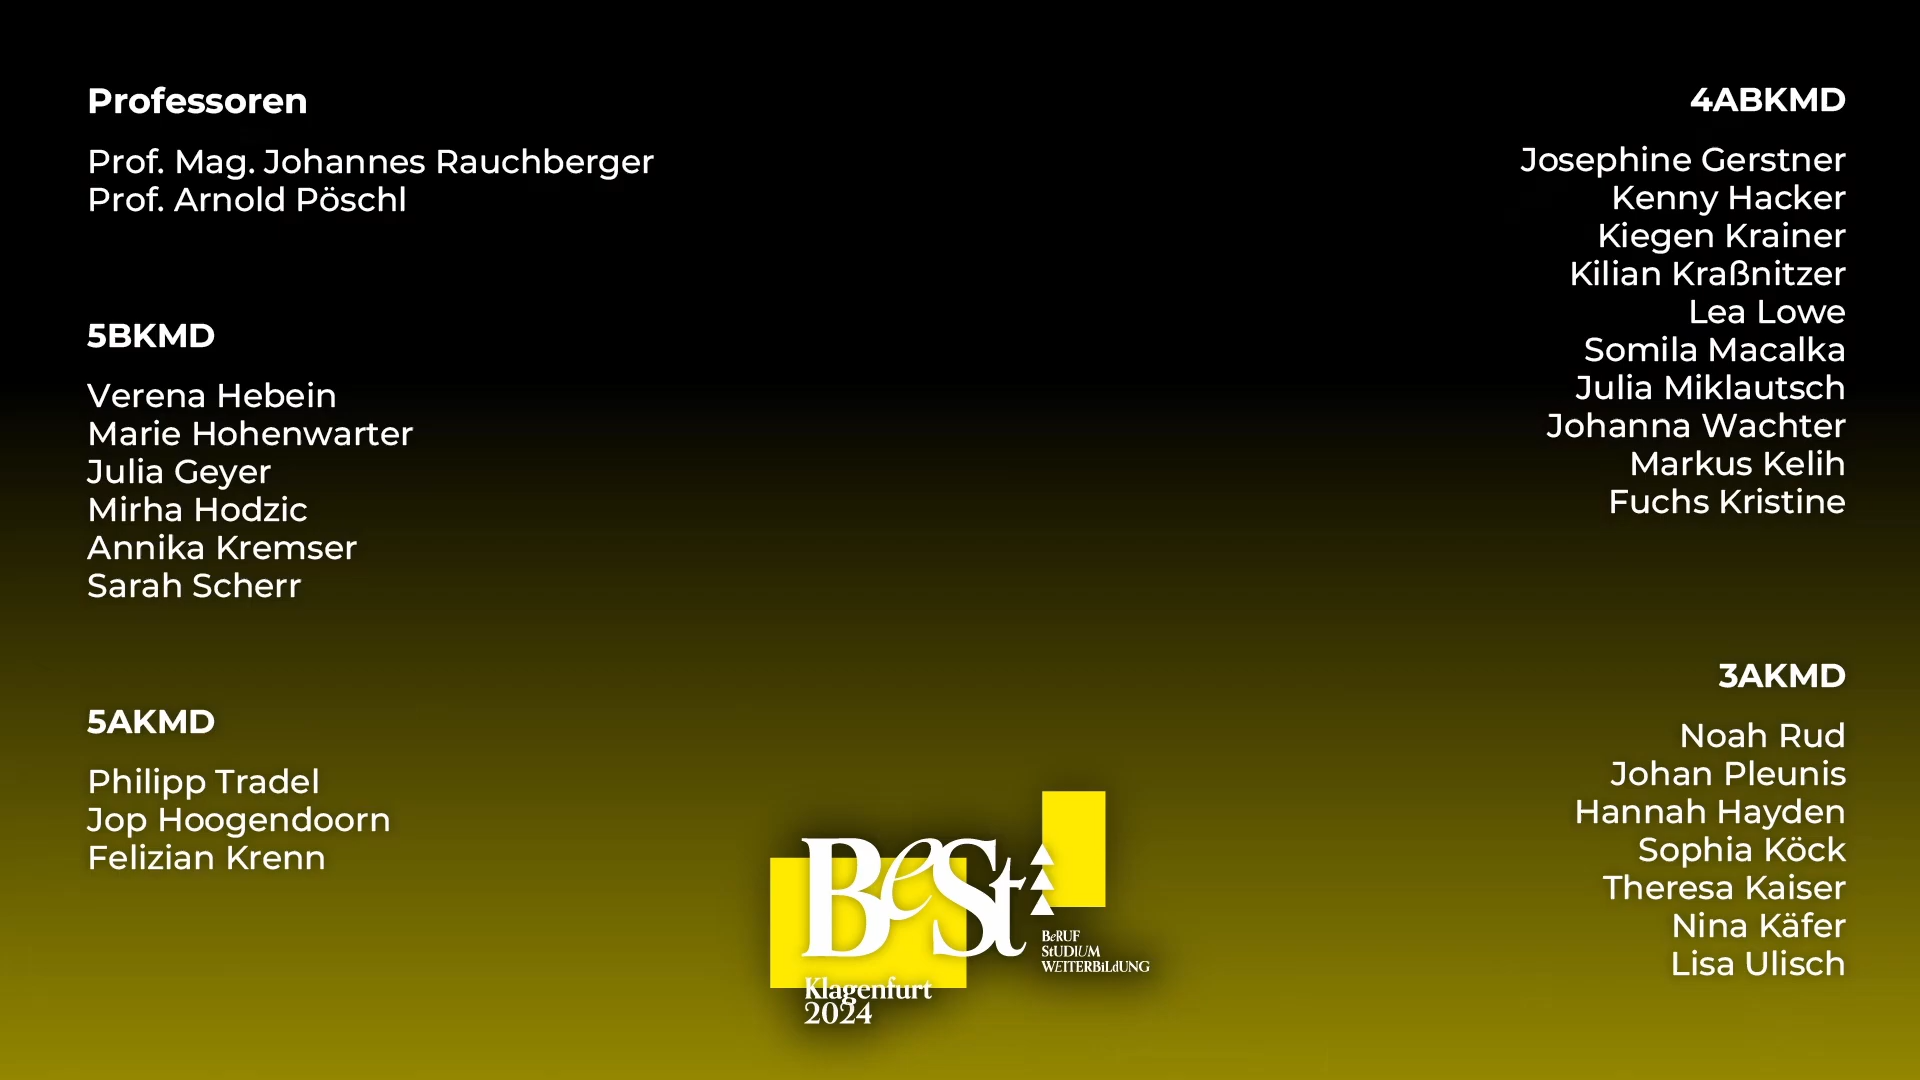 Professoren
Prof. Mag. Johannes Rauchberger
Prof. Arnold Pöschl
5BKMD
Verena Hebein
Marie Hohenwarter
Julia Geyer
Mirha Hodzic
Annika Kremser
Sarah Scherr
5AKMD
Philipp Tradel
Jop Hoogendoorn
Felizian Krenn
4ABKMD
Josephine Gerstner
Kenny Hacker
Kiegen Krainer
Kilian Kraßnitzer
Lea Lowe
Somila Macalka
Julia Miklautsch
Johanna Wachter
Markus Kelih
Fuchs Kristine
3AKMD
Noah Rud
Johan Pleunis
Hannah Hayden
Sophia Köck
Theresa Kaiser
Nina Käfer
Lisa Ulisch
BeSt
BeRUF
StUDIUM
WEITERBiLdUNG
Klagenfurt
2024